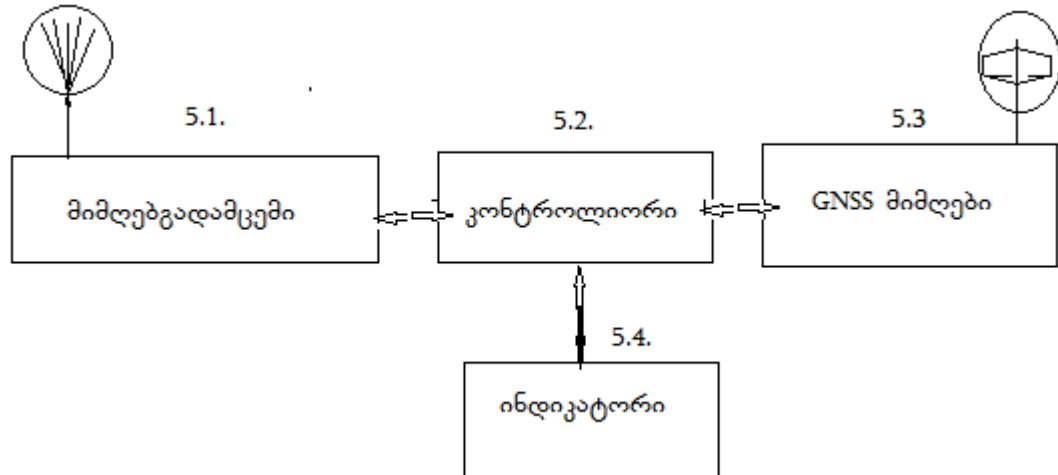 5.1.
5.2.
5.3
მიმღებგადამცემი
კონტროლიორი
GNSS მიმღები
5.4.
ინდიკატორი